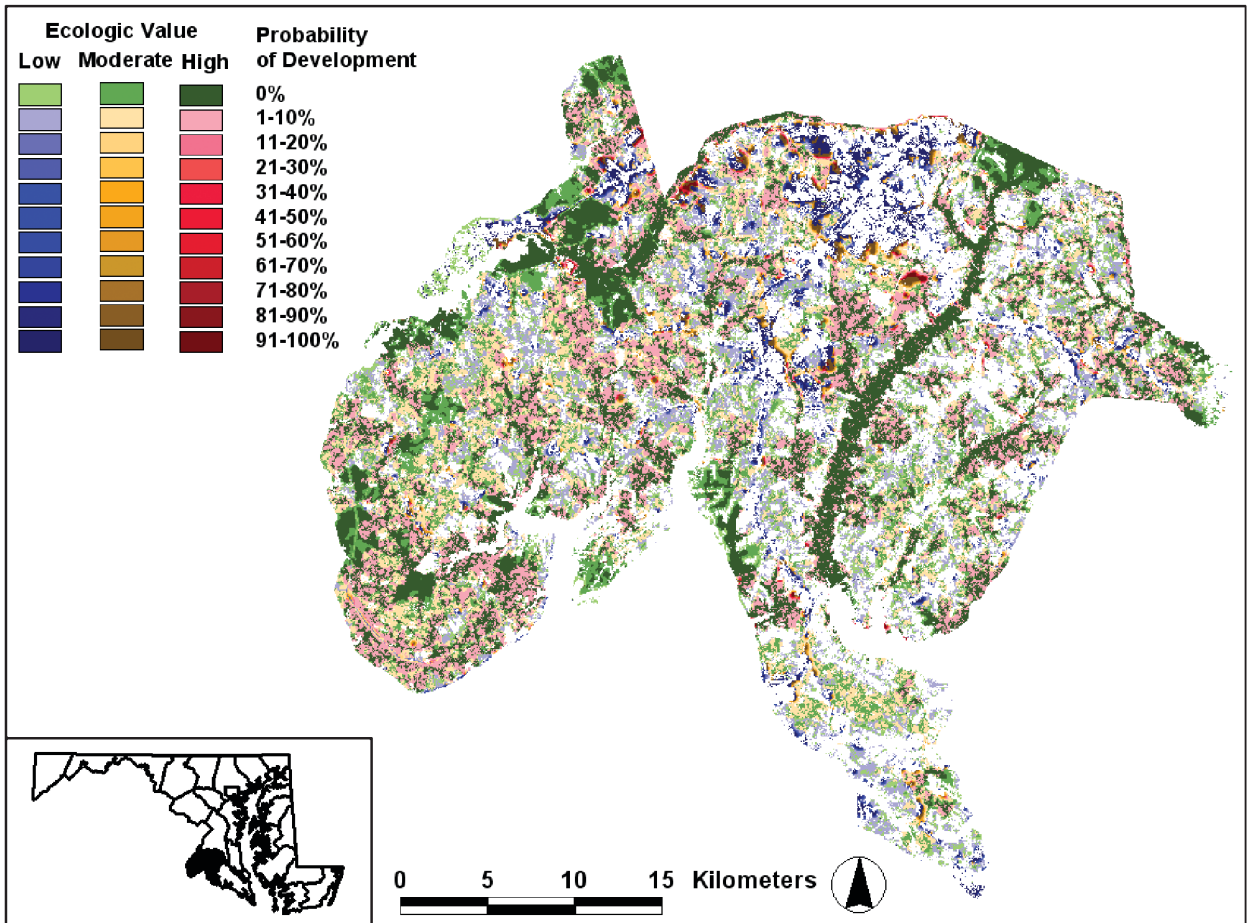 Ecologic Value
Low Moderate High
Probability
of Development
0%
1-10%
11-20%
21-30%
31-40%
41-50%
51-60%
61-70%
71-80%
81-90%
91-100%
0 5 10 15 Kilometers